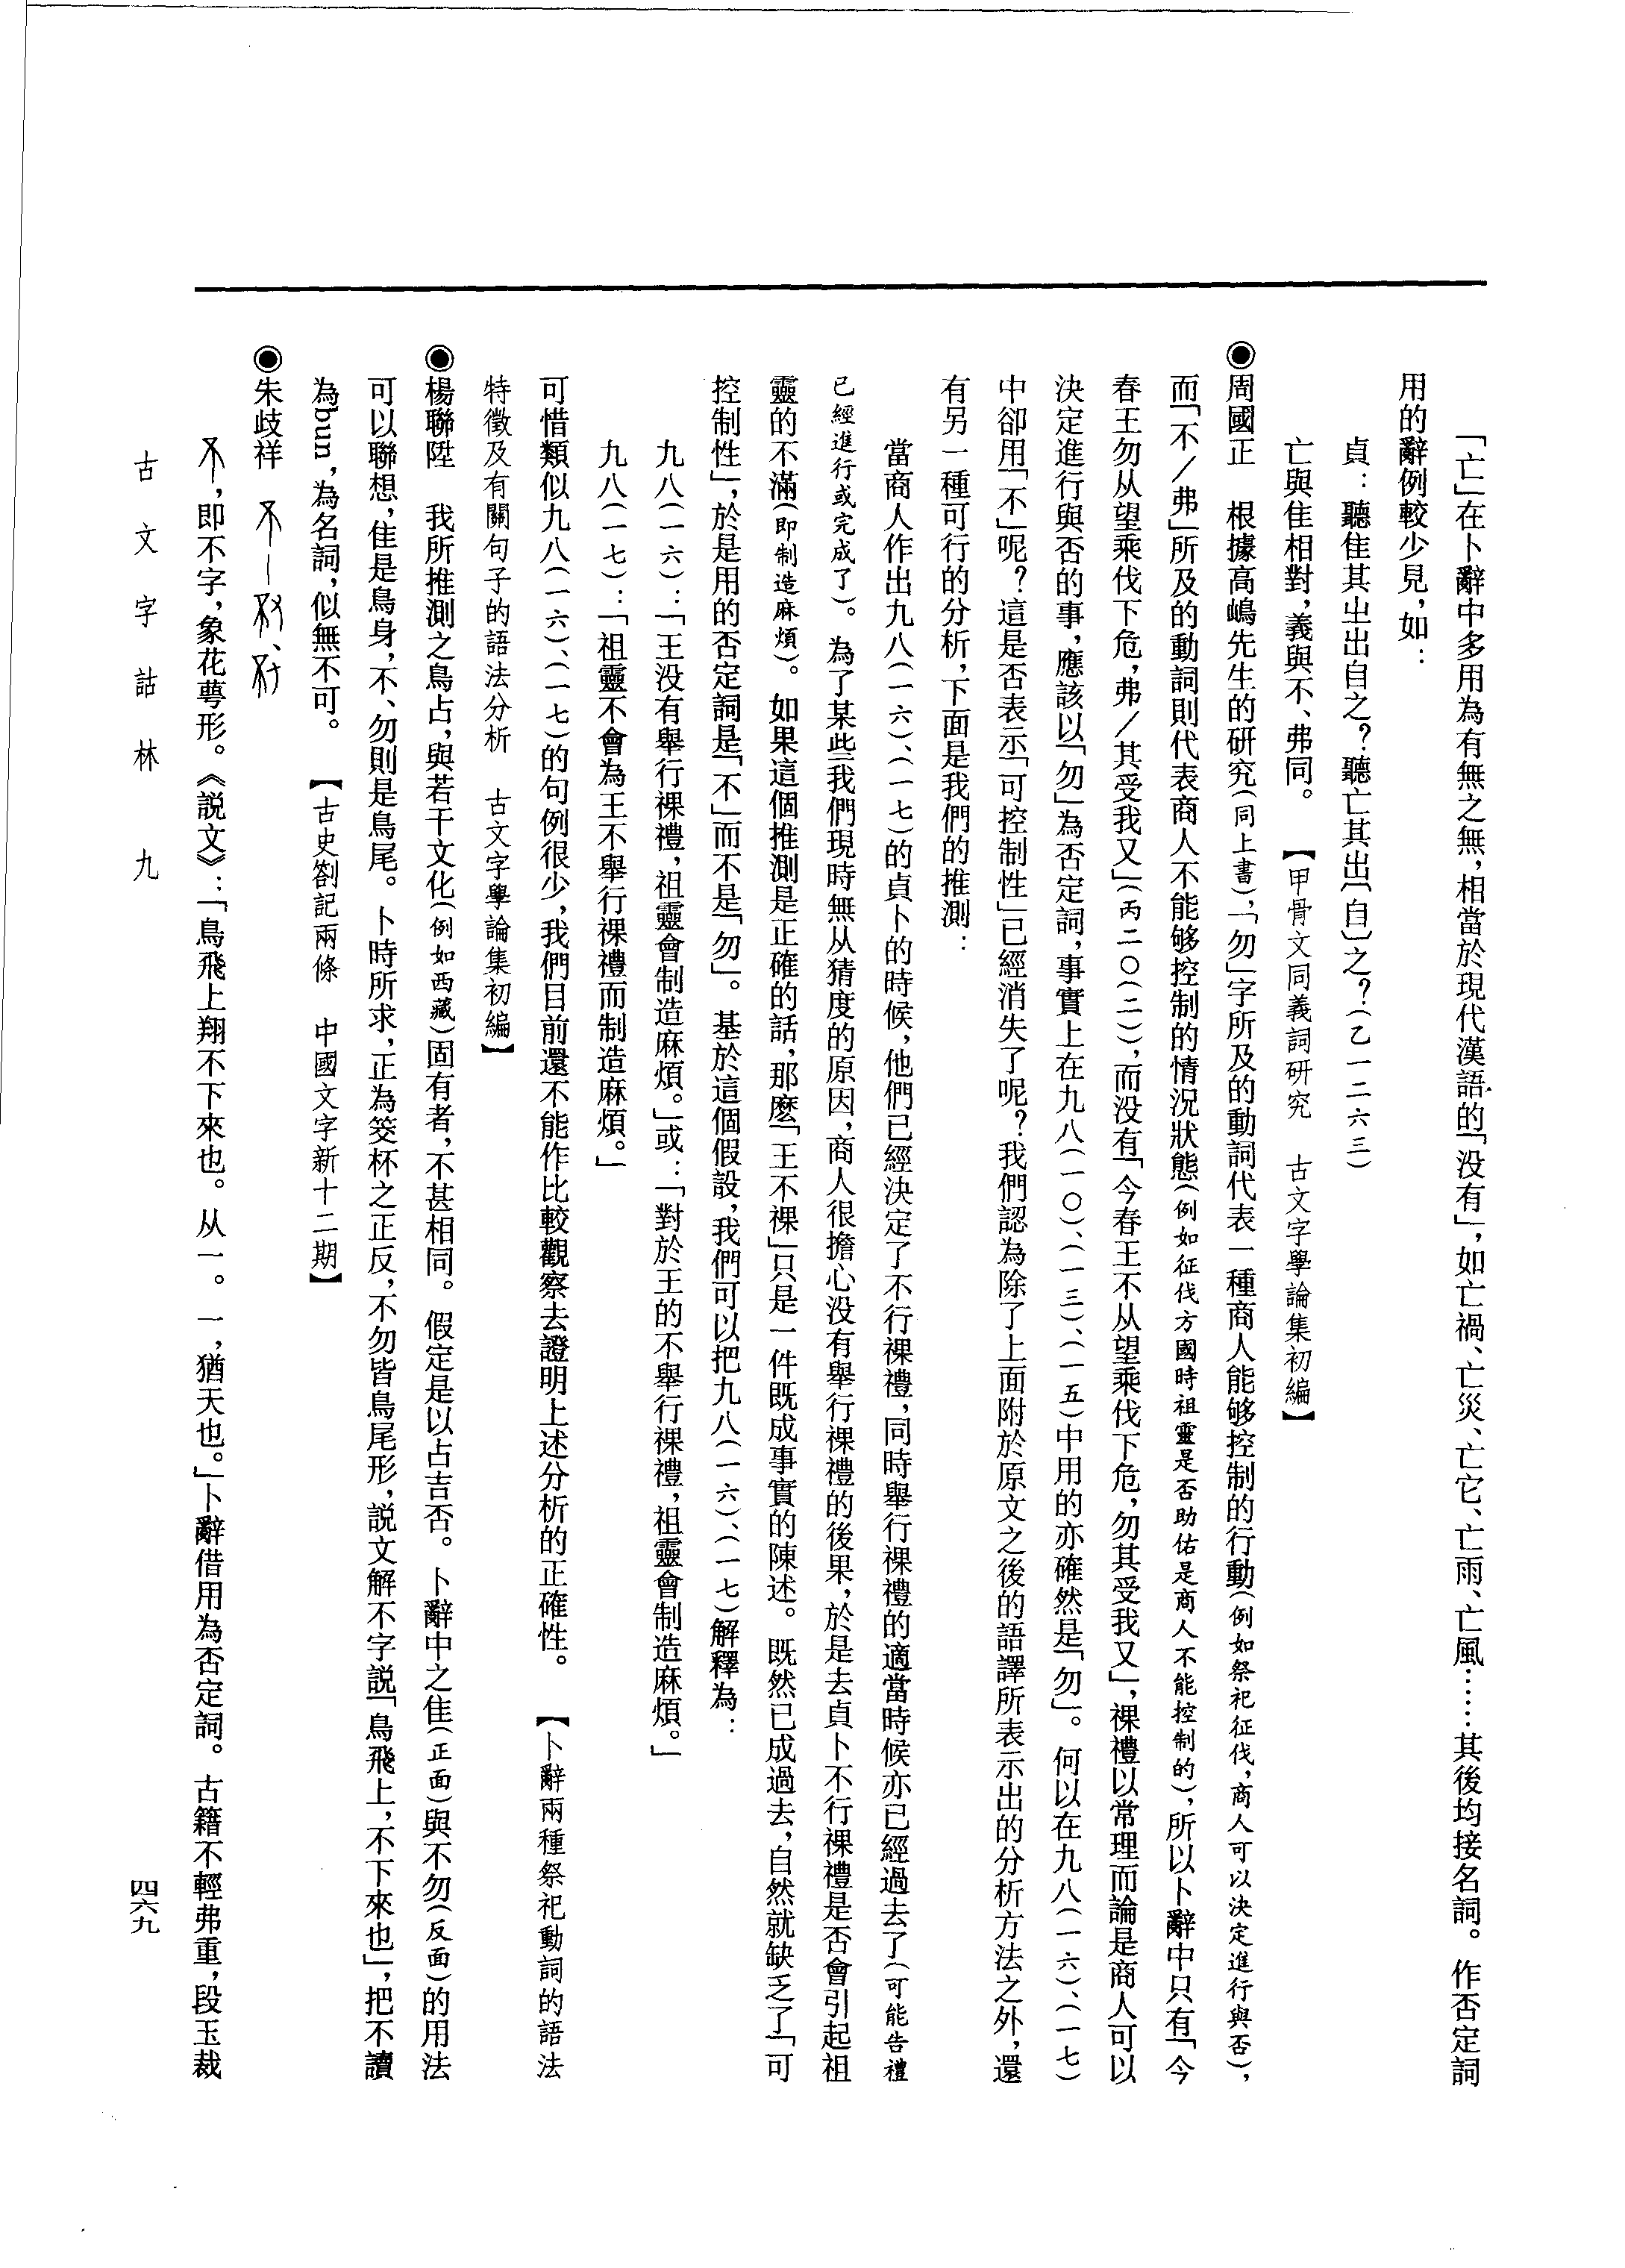 「亡」在卜辭中多用為有無之無，相當於現代漢語的「没有」，如亡禍、亡災、亡它、亡雨、亡風……其後均接名詞。作否定詞
用的辭例較少見，如：
貞：聽隹其𡳿出自之？聽亡其出〔自〕之？（乙一二六三）
亡與隹相對，義與不、弗同。【甲骨文同義詞研究　古文字學論集初編】
◉周國正　根據高嶋先生的研究（同上書），「勿」字所及的動詞代表一種商人能够控制的行動（例如祭祀征伐，商人可以决定進行與否），
而「不／弗」所及的動詞則代表商人不能够控制的情況狀態（例如征伐方國時祖靈是否助佑是商人不能控制的），所以卜辭中只有「今
春王勿从望乘伐下危，弗／其受我又」（丙二〇（二）），而没有「今春王不从望乘伐下危，勿其受我又」，祼禮以常理而論是商人可以
決定進行與否的事，應該以「勿」為否定詞，事實上在九八（一〇）、（一三）、（一五）中用的亦確然是「勿」。何以在九八（一六）、（一七）
中卻用「不」呢？這是否表示「可控制性」已經消失了呢？我們認為除了上面附於原文之後的語譯所表示出的分析方法之外，還
有另一種可行的分析，下面是我們的推測：
當商人作出九八（一六）、（一七）的貞卜的時候，他們已經決定了不行祼禮，同時舉行祼禮的適當時候亦已經過去了（可能告禮
已經進行或完成了）。為了某些我們現時無从猜度的原因，商人很擔心没有舉行祼禮的後果，於是去貞卜不行祼禮是否會引起祖
靈的不滿（即制造麻煩）。如果這個推測是正確的話，那麽「王不祼」只是一件既成事實的陳述。既然已成過去，自然就缺乏了「可
控制性」，於是用的否定詞是「不」而不是「勿」。基於這個假設，我們可以把九八（一六）、（一七）解釋為：
九八（一六）：「王没有舉行祼禮，祖靈會制造麻煩。」或：「對於王的不舉行祼禮，祖靈會制造麻煩。」
九八（一七）：「祖靈不會為王不舉行祼禮而制造麻煩。」
可惜類似九八（一六）、（一七）的句例很少，我們目前還不能作比較觀察去證明上述分析的正確性。【卜辭兩種祭祀動詞的語法
特徵及有關句子的語法分析　古文字學論集初編】
◉楊聯陞　我所推測之鳥占，與若干文化（例如西藏）固有者，不甚相同。假定是以占吉否。卜辭中之隹（正面）與不勿（反面）的用法
可以聯想，隹是鳥身，不、勿則是鳥尾。卜時所求，正為筊杯之正反，不勿皆鳥尾形，説文解不字説「鳥飛上，不下來也」，把不讀
為bun，為名詞，似無不可。【古史劄記兩條　中國文字新十二期】
◉朱歧祥
，即不字，象花萼形。《説文》：「鳥飛上翔不下來也。从一。一，猶天也。」卜辭借用為否定詞。古籍不輕弗重，段玉裁
古文字詁林　九
四六九